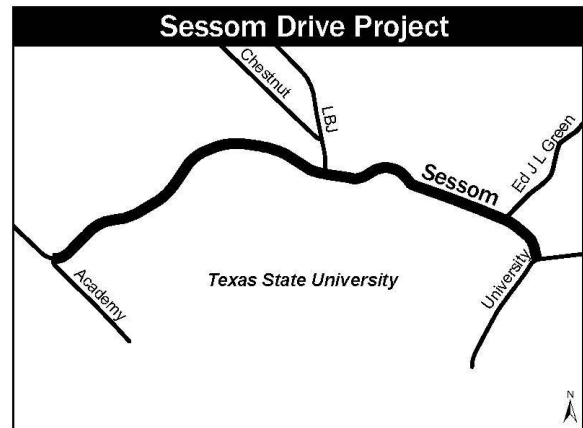 Sessom Drive Project
Chestnut
LBJ
Ed J L Green
Sessom
Academy
Texas State University
University
N